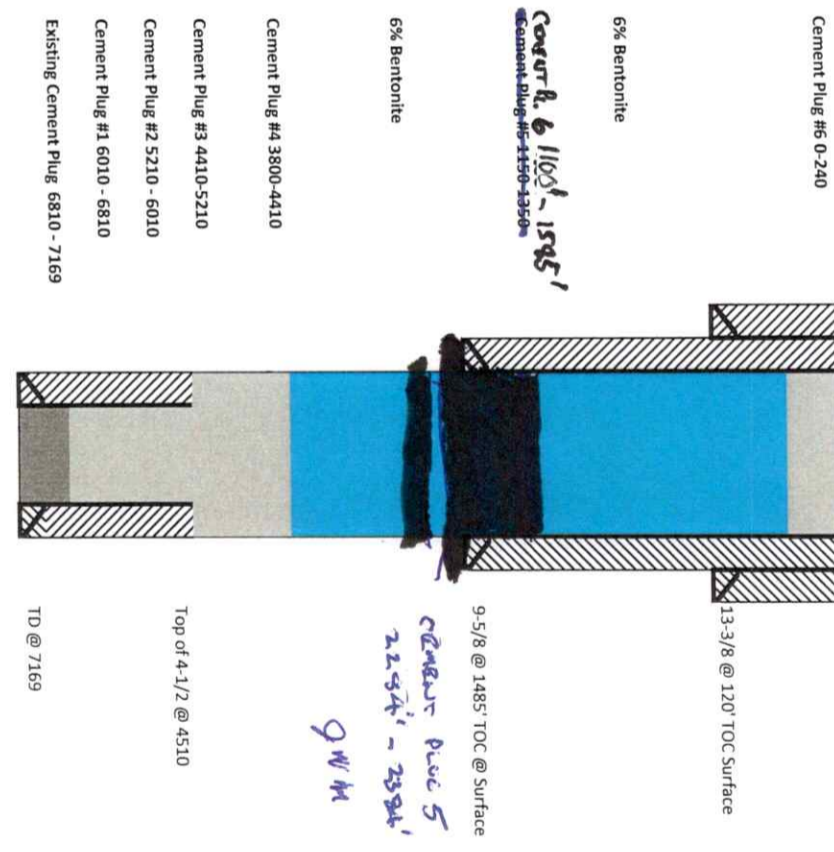 Cement Plug #6 0-240
6% Bentonite
Cement Plug #5 1150-1350
6 1100' - 1585'
6% Bentonite
Cement Plug #4 3800-4410
Cement Plug #3 4410-5210
Cement Plug #2 5210 - 6010
Cement Plug #1 6010 - 6810
Existing Cement Plug 6810 - 7169
13-3/8 @ 120' TOC Surface
9-5/8 @ 1485' TOC @ Surface
CEMENT PLUG 5
Top of 4-1/2 @ 4510
TD @ 7169